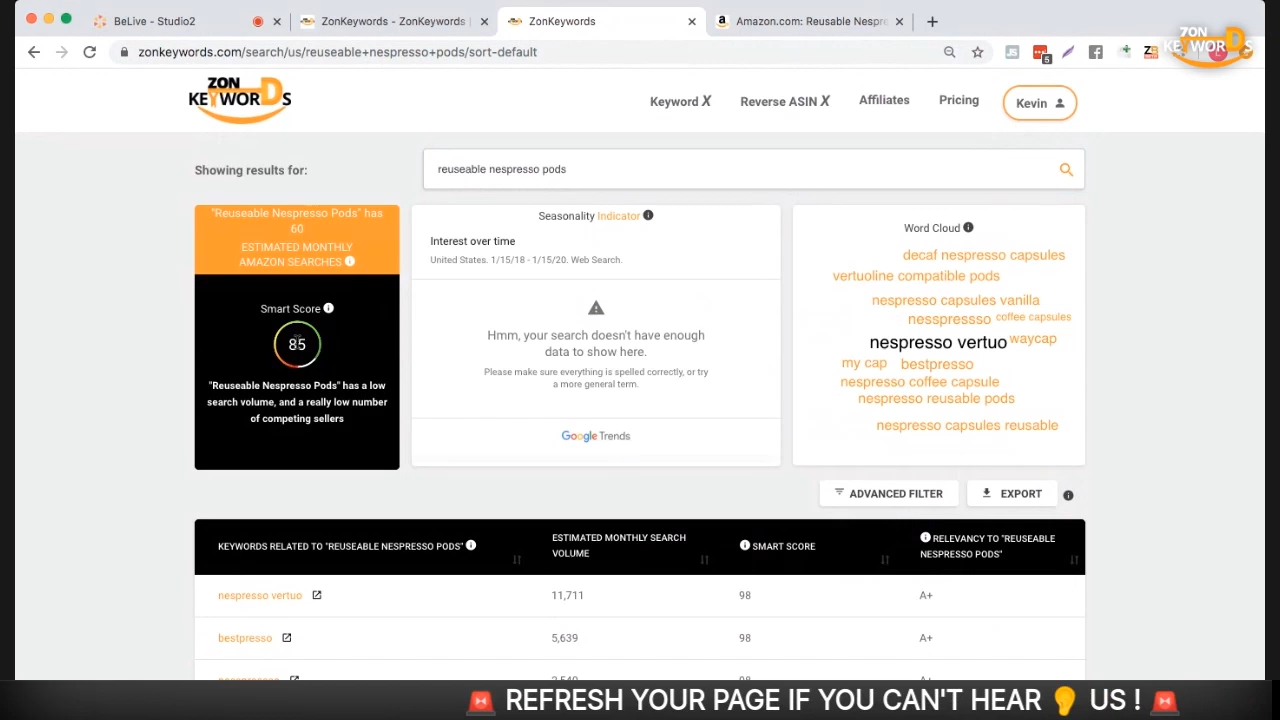 BeLive - Studio2
ZonKeywords - ZonKeywords |
ZonKeywords
Amazon.com: Reusable Nespre
zonkeywords.com/search/us/reuseable+nespresso+pods/sort-default
JS
5
ZON
KEYWORDS
ZON
KEYWORDS
Keyword X
Reverse ASIN X
Affiliates
Pricing
Kevin
Showing results for:
reuseable nespresso pods
"Reuseable Nespresso Pods" has
60
ESTIMATED MONTHLY
AMAZON SEARCHES
Smart Score
85
"Reuseable Nespresso Pods" has a low
search volume, and a really low number
of competing sellers
Seasonality Indicator
Interest over time
United States. 1/15/18 - 1/15/20. Web Search.
Hmm, your search doesn't have enough
data to show here.
Please make sure everything is spelled correctly, or try
a more general term.
Google Trends
Word Cloud
decaf nespresso capsules
vertuoline compatible pods
nespresso capsules vanilla
nesspressso coffee capsules
nespresso vertuo waycap
my cap bestpresso
nespresso coffee capsule
nespresso reusable pods
nespresso capsules reusable
ADVANCED FILTER
EXPORT
KEYWORDS RELATED TO "REUSEABLE NESPRESSO PODS"
ESTIMATED MONTHLY SEARCH
VOLUME
SMART SCORE
RELEVANCY TO "REUSEABLE
NESPRESSO PODS"
nespresso vertuo 11,711 98 A+
bestpresso 5,639 98 A+
🚨 REFRESH YOUR PAGE IF YOU CAN'T HEAR 👂 US ! 🚨